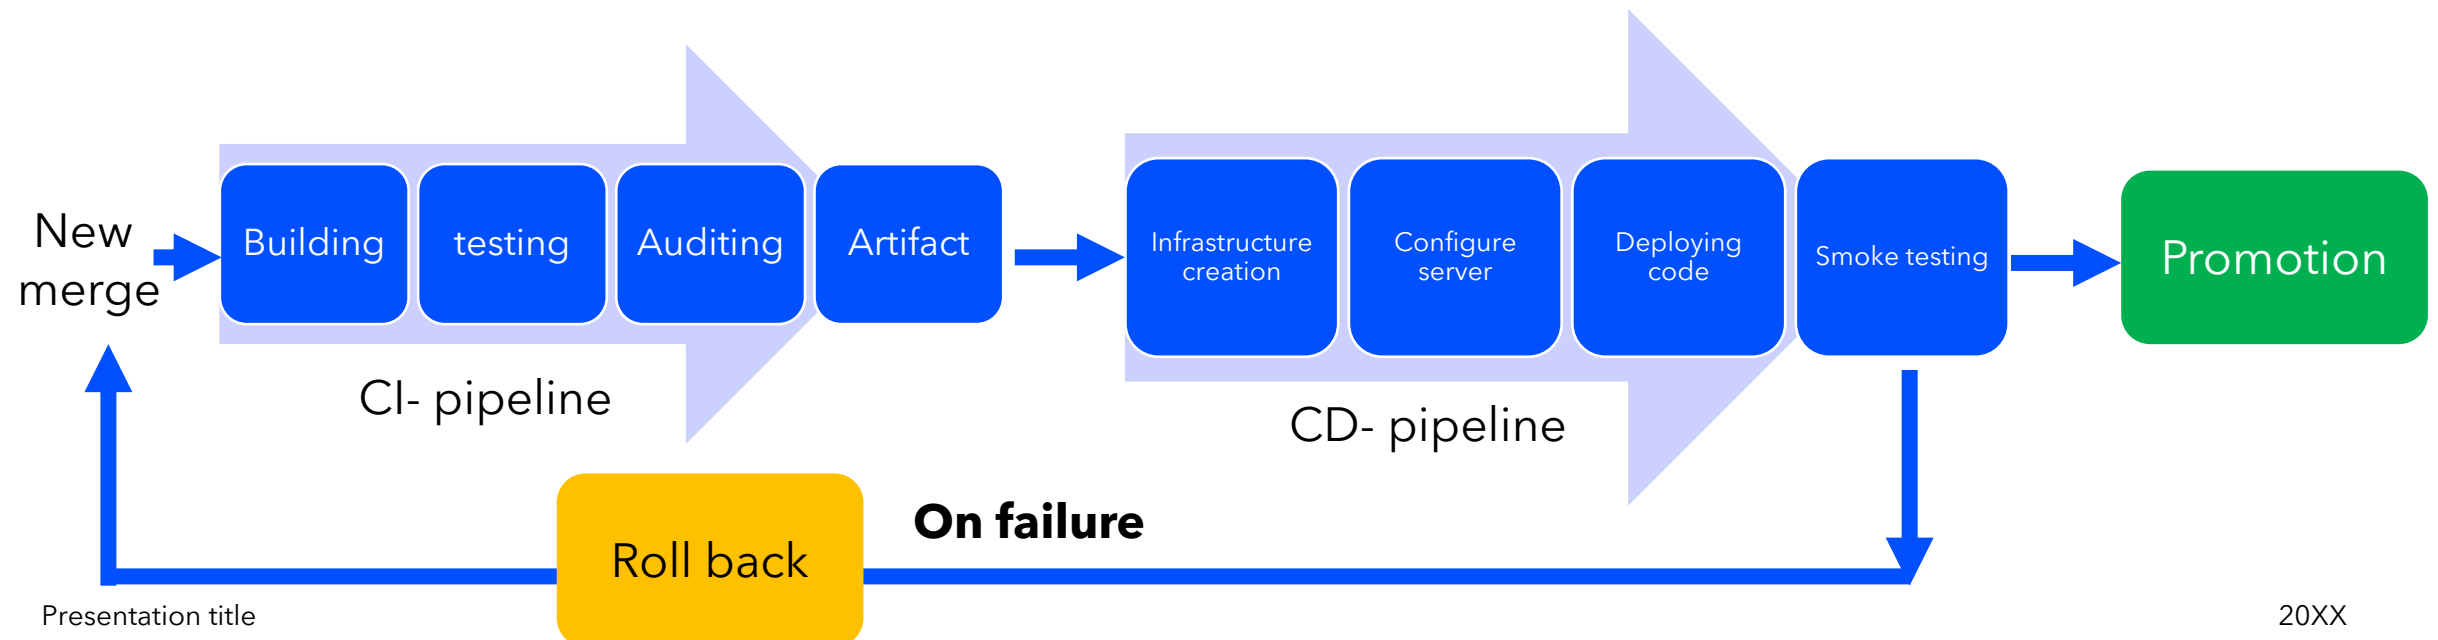 New
merge
Building
testing
Auditing
Artifact
CI- pipeline
Infrastructure
creation
Configure
server
Deploying
code
Smoke testing
CD- pipeline
Promotion
On failure
Roll back
Presentation title
20XX